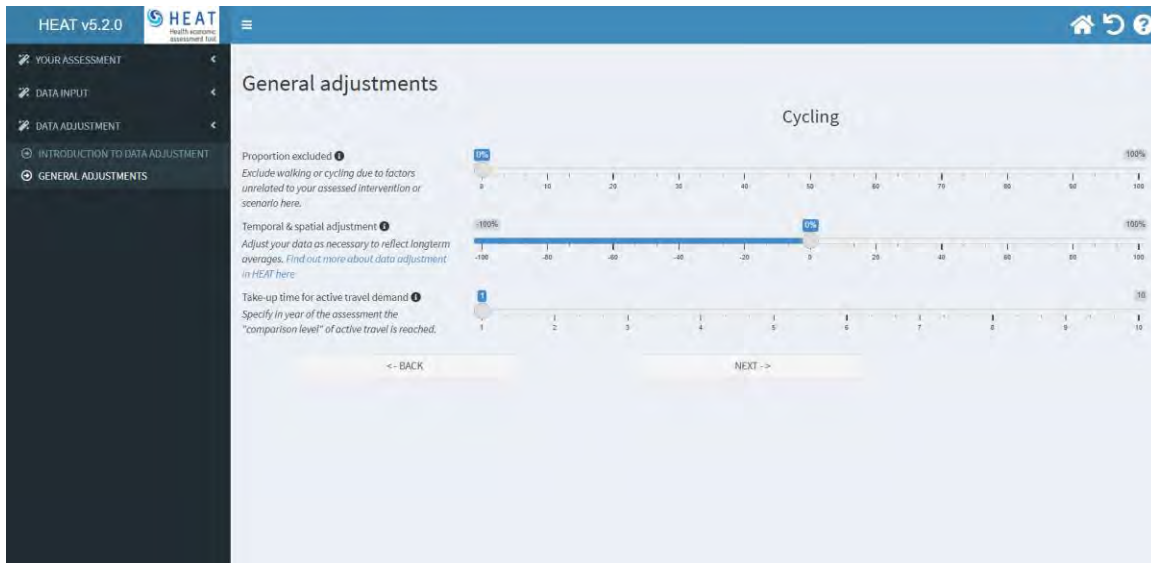 HEAT v5.2.0
HEAT
Health economic
assessment tool
YOUR ASSESSMENT
DATA INPUT
DATA ADJUSTMENT
INTRODUCTION TO DATA ADJUSTMENT
GENERAL ADJUSTMENTS
General adjustments
Cycling
Proportion excluded
Exclude walking or cycling due to factors
unrelated to your assessed intervention or
scenario here.
0% 100%
0 10 20 30 40 50 60 70 80 90 100
Temporal & spatial adjustment
Adjust your data as necessary to reflect longterm
averages. Find out more about data adjustment
in HEAT here
-100% 0% 100%
-100 -80 -60 -40 -20 0 20 40 60 80 100
Take-up time for active travel demand
Specify in year of the assessment the
"comparison level" of active travel is reached.
1 10
1 2 3 4 5 6 7 8 9 10
<- BACK
NEXT ->